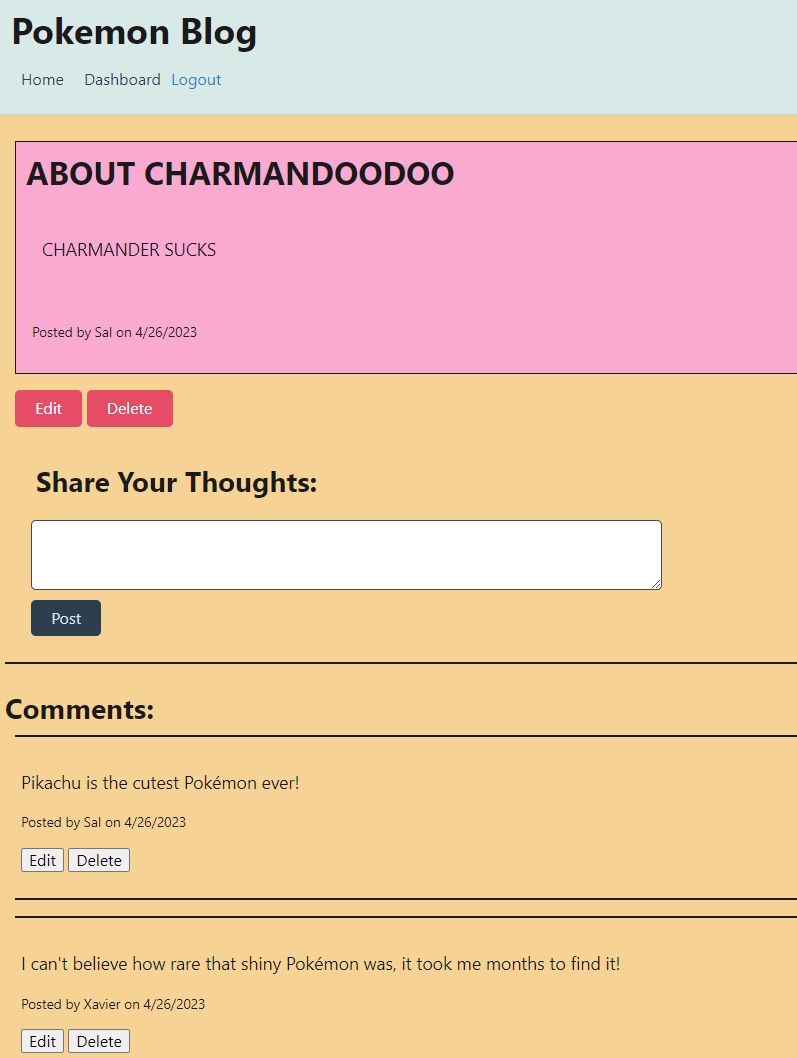 Pokemon Blog
Home Dashboard Logout
ABOUT CHARMANDOODOO
CHARMANDER SUCKS
Posted by Sal on 4/26/2023
Edit Delete
Share Your Thoughts:
Post
Comments:
Pikachu is the cutest Pokémon ever!
Posted by Sal on 4/26/2023
Edit Delete
I can't believe how rare that shiny Pokémon was, it took me months to find it!
Posted by Xavier on 4/26/2023
Edit Delete